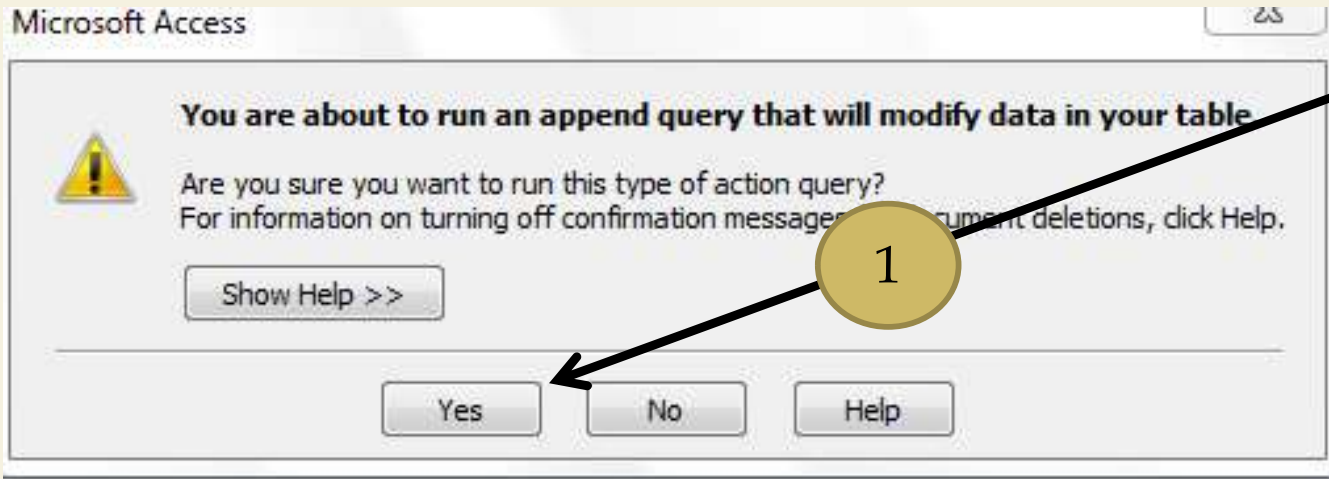 Microsoft Access
You are about to run an append query that will modify data in your table
Are you sure you want to run this type of action query?
For information on turning off confirmation messages deletions, click Help.
1
Show Help >>
Yes No Help